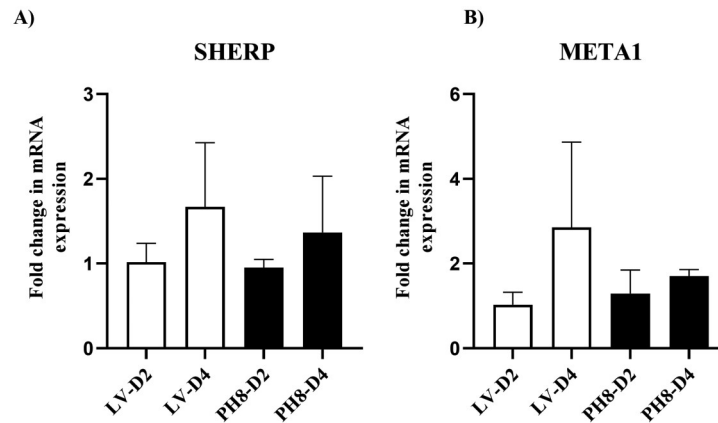 A)
SHERP
Fold change in mRNA
expression
3
2
1
0
LV-D2
LV-D4
PH8-D2
PH8-D4
B)
META1
Fold change in mRNA
expression
6
4
2
0
LV-D2
LV-D4
PH8-D2
PH8-D4